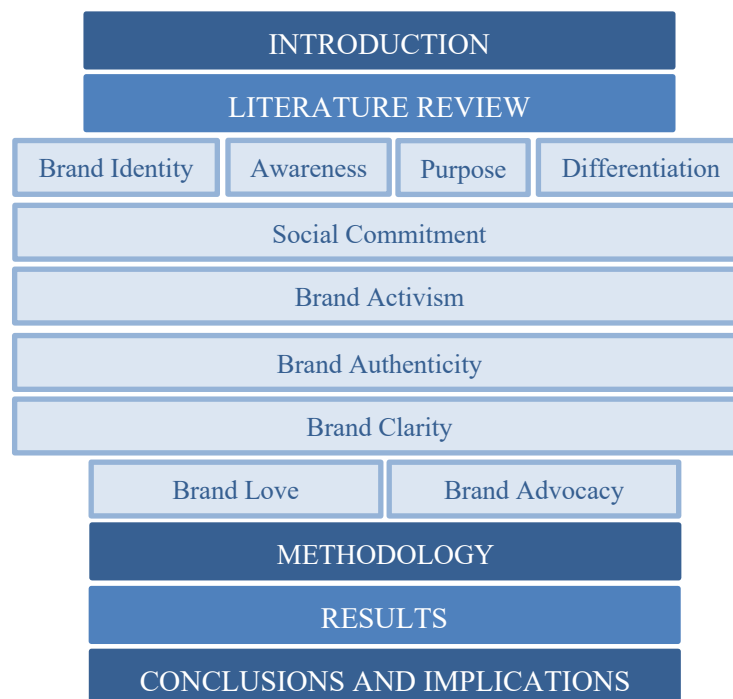 INTRODUCTION
LITERATURE REVIEW
Brand Identity
Awareness
Purpose
Differentiation
Social Commitment
Brand Activism
Brand Authenticity
Brand Clarity
Brand Love
Brand Advocacy
METHODOLOGY
RESULTS
CONCLUSIONS AND IMPLICATIONS